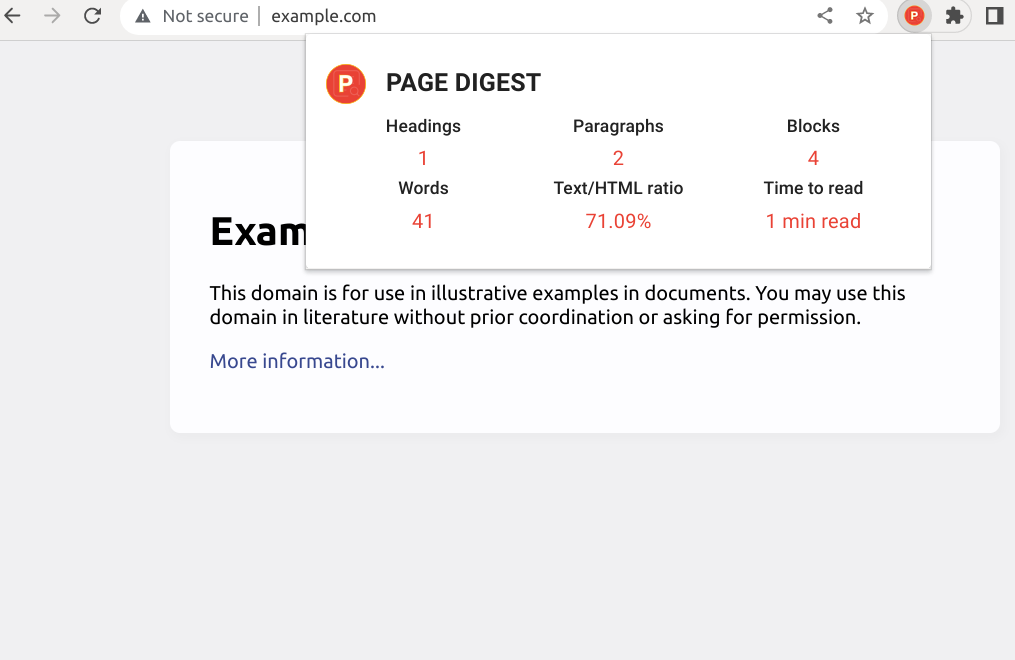 Not secure | example.com
P
P PAGE DIGEST
Headings Paragraphs Blocks
1 2 4
Words Text/HTML ratio Time to read
41 71.09% 1 min read
Exam
This domain is for use in illustrative examples in documents. You may use this
domain in literature without prior coordination or asking for permission.
More information...